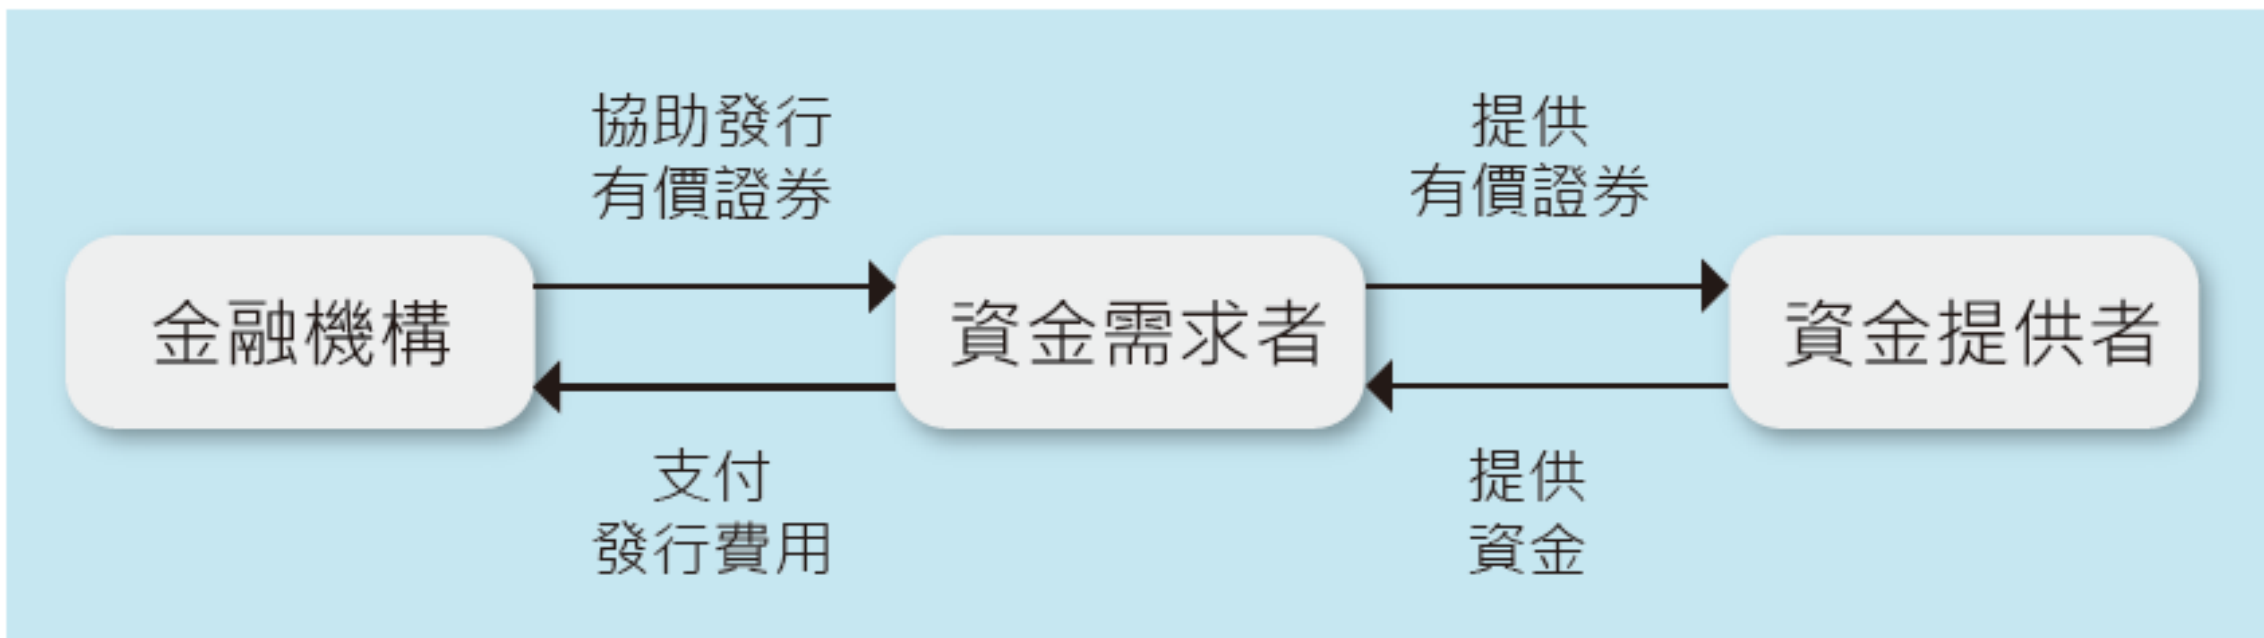 協助發行
有價證券
提供
有價證券
金融機構
資金需求者
資金提供者
支付
發行費用
提供
資金